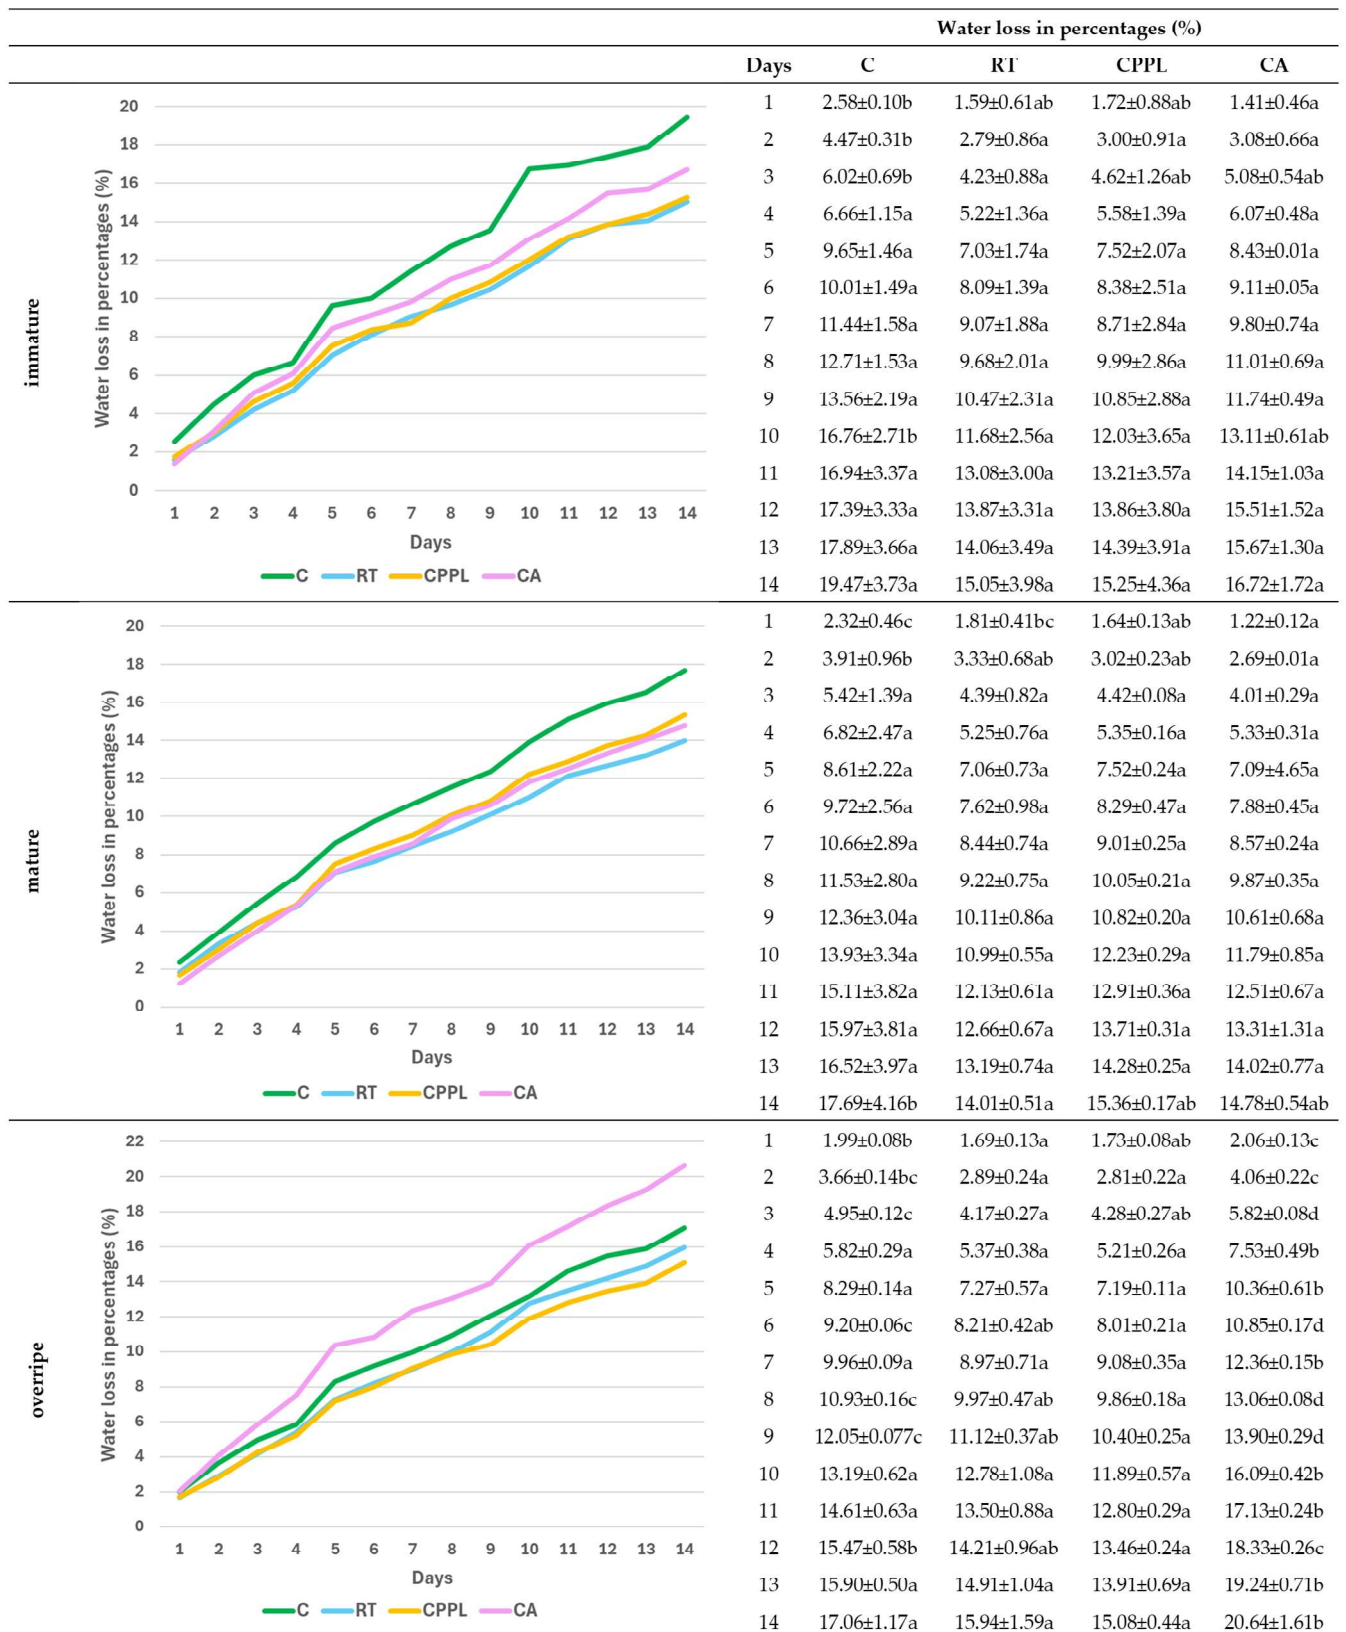 Water loss in percentages (%)
Days C RT CPPL CA
immature
Water loss in percentages (%)
20
18
16
14
12
10
8
6
4
2
0
1 2 3 4 5 6 7 8 9 10 11 12 13 14
Days
C RT CPPL CA
1 2.58±0.10b 1.59±0.61ab 1.72±0.88ab 1.41±0.46a
2 4.47±0.31b 2.79±0.86a 3.00±0.91a 3.08±0.66a
3 6.02±0.69b 4.23±0.88a 4.62±1.26ab 5.08±0.54ab
4 6.66±1.15a 5.22±1.36a 5.58±1.39a 6.07±0.48a
5 9.65±1.46a 7.03±1.74a 7.52±2.07a 8.43±0.01a
6 10.01±1.49a 8.09±1.39a 8.38±2.51a 9.11±0.05a
7 11.44±1.58a 9.07±1.88a 8.71±2.84a 9.80±0.74a
8 12.71±1.53a 9.68±2.01a 9.99±2.86a 11.01±0.69a
9 13.56±2.19a 10.47±2.31a 10.85±2.88a 11.74±0.49a
10 16.76±2.71b 11.68±2.56a 12.03±3.65a 13.11±0.61ab
11 16.94±3.37a 13.08±3.00a 13.21±3.57a 14.15±1.03a
12 17.39±3.33a 13.87±3.31a 13.86±3.80a 15.51±1.52a
13 17.89±3.66a 14.06±3.49a 14.39±3.91a 15.67±1.30a
14 19.47±3.73a 15.05±3.98a 15.25±4.36a 16.72±1.72a
mature
Water loss in percentages (%)
20
18
16
14
12
10
8
6
4
2
0
1 2 3 4 5 6 7 8 9 10 11 12 13 14
Days
C RT CPPL CA
1 2.32±0.46c 1.81±0.41bc 1.64±0.13ab 1.22±0.12a
2 3.91±0.96b 3.33±0.68ab 3.02±0.23ab 2.69±0.01a
3 5.42±1.39a 4.39±0.82a 4.42±0.08a 4.01±0.29a
4 6.82±2.47a 5.25±0.76a 5.35±0.16a 5.33±0.31a
5 8.61±2.22a 7.06±0.73a 7.52±0.24a 7.09±4.65a
6 9.72±2.56a 7.62±0.98a 8.29±0.47a 7.88±0.45a
7 10.66±2.89a 8.44±0.74a 9.01±0.25a 8.57±0.24a
8 11.53±2.80a 9.22±0.75a 10.05±0.21a 9.87±0.35a
9 12.36±3.04a 10.11±0.86a 10.82±0.20a 10.61±0.68a
10 13.93±3.34a 10.99±0.55a 12.23±0.29a 11.79±0.85a
11 15.11±3.82a 12.13±0.61a 12.91±0.36a 12.51±0.67a
12 15.97±3.81a 12.66±0.67a 13.71±0.31a 13.31±1.31a
13 16.52±3.97a 13.19±0.74a 14.28±0.25a 14.02±0.77a
14 17.69±4.16b 14.01±0.51a 15.36±0.17ab 14.78±0.54ab
overripe
Water loss in percentages (%)
22
20
18
16
14
12
10
8
6
4
2
0
1 2 3 4 5 6 7 8 9 10 11 12 13 14
Days
C RT CPPL CA
1 1.99±0.08b 1.69±0.13a 1.73±0.08ab 2.06±0.13c
2 3.66±0.14bc 2.89±0.24a 2.81±0.22a 4.06±0.22c
3 4.95±0.12c 4.17±0.27a 4.28±0.27ab 5.82±0.08d
4 5.82±0.29a 5.37±0.38a 5.21±0.26a 7.53±0.49b
5 8.29±0.14a 7.27±0.57a 7.19±0.11a 10.36±0.61b
6 9.20±0.06c 8.21±0.42ab 8.01±0.21a 10.85±0.17d
7 9.96±0.09a 8.97±0.71a 9.08±0.35a 12.36±0.15b
8 10.93±0.16c 9.97±0.47ab 9.86±0.18a 13.06±0.08d
9 12.05±0.077c 11.12±0.37ab 10.40±0.25a 13.90±0.29d
10 13.19±0.62a 12.78±1.08a 11.89±0.57a 16.09±0.42b
11 14.61±0.63a 13.50±0.88a 12.80±0.29a 17.13±0.24b
12 15.47±0.58b 14.21±0.96ab 13.46±0.24a 18.33±0.26c
13 15.90±0.50a 14.91±1.04a 13.91±0.69a 19.24±0.71b
14 17.06±1.17a 15.94±1.59a 15.08±0.44a 20.64±1.61b